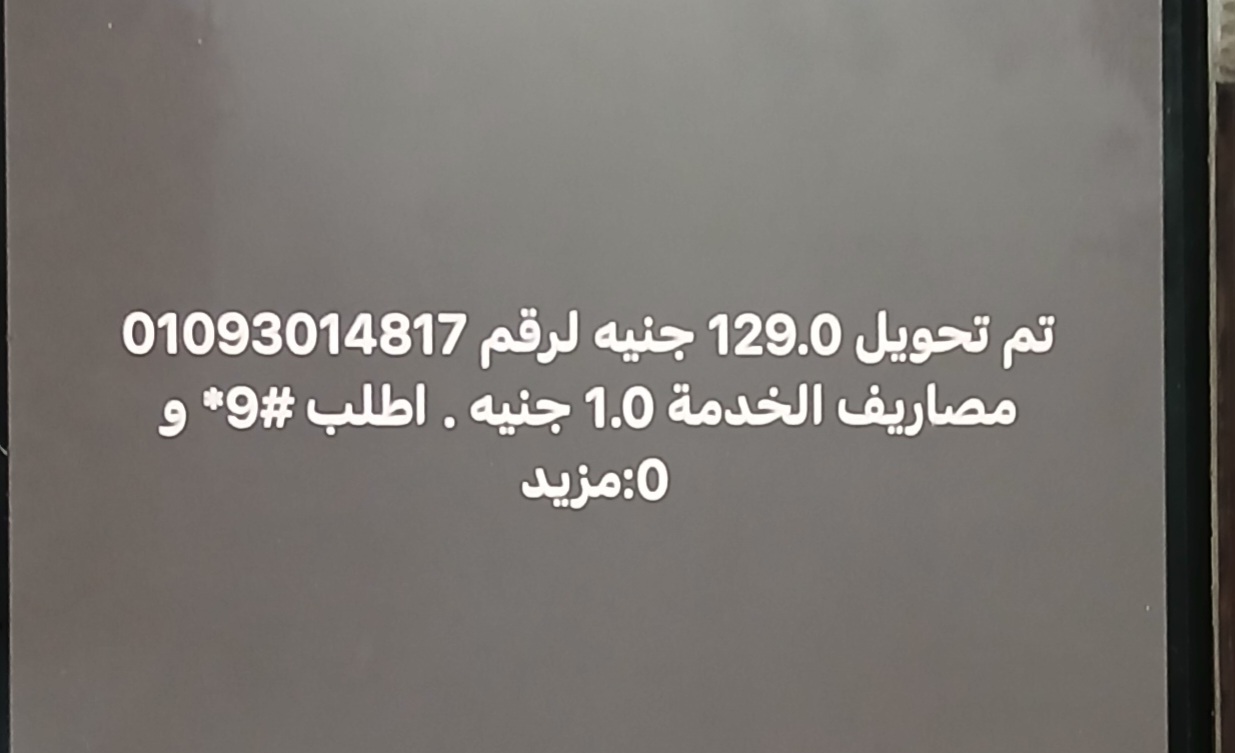 تم تحويل 129.0 جنيه لرقم 01093014817
مصاريف الخدمة 1.0 جنيه . اطلب #9* و
0:مزيد